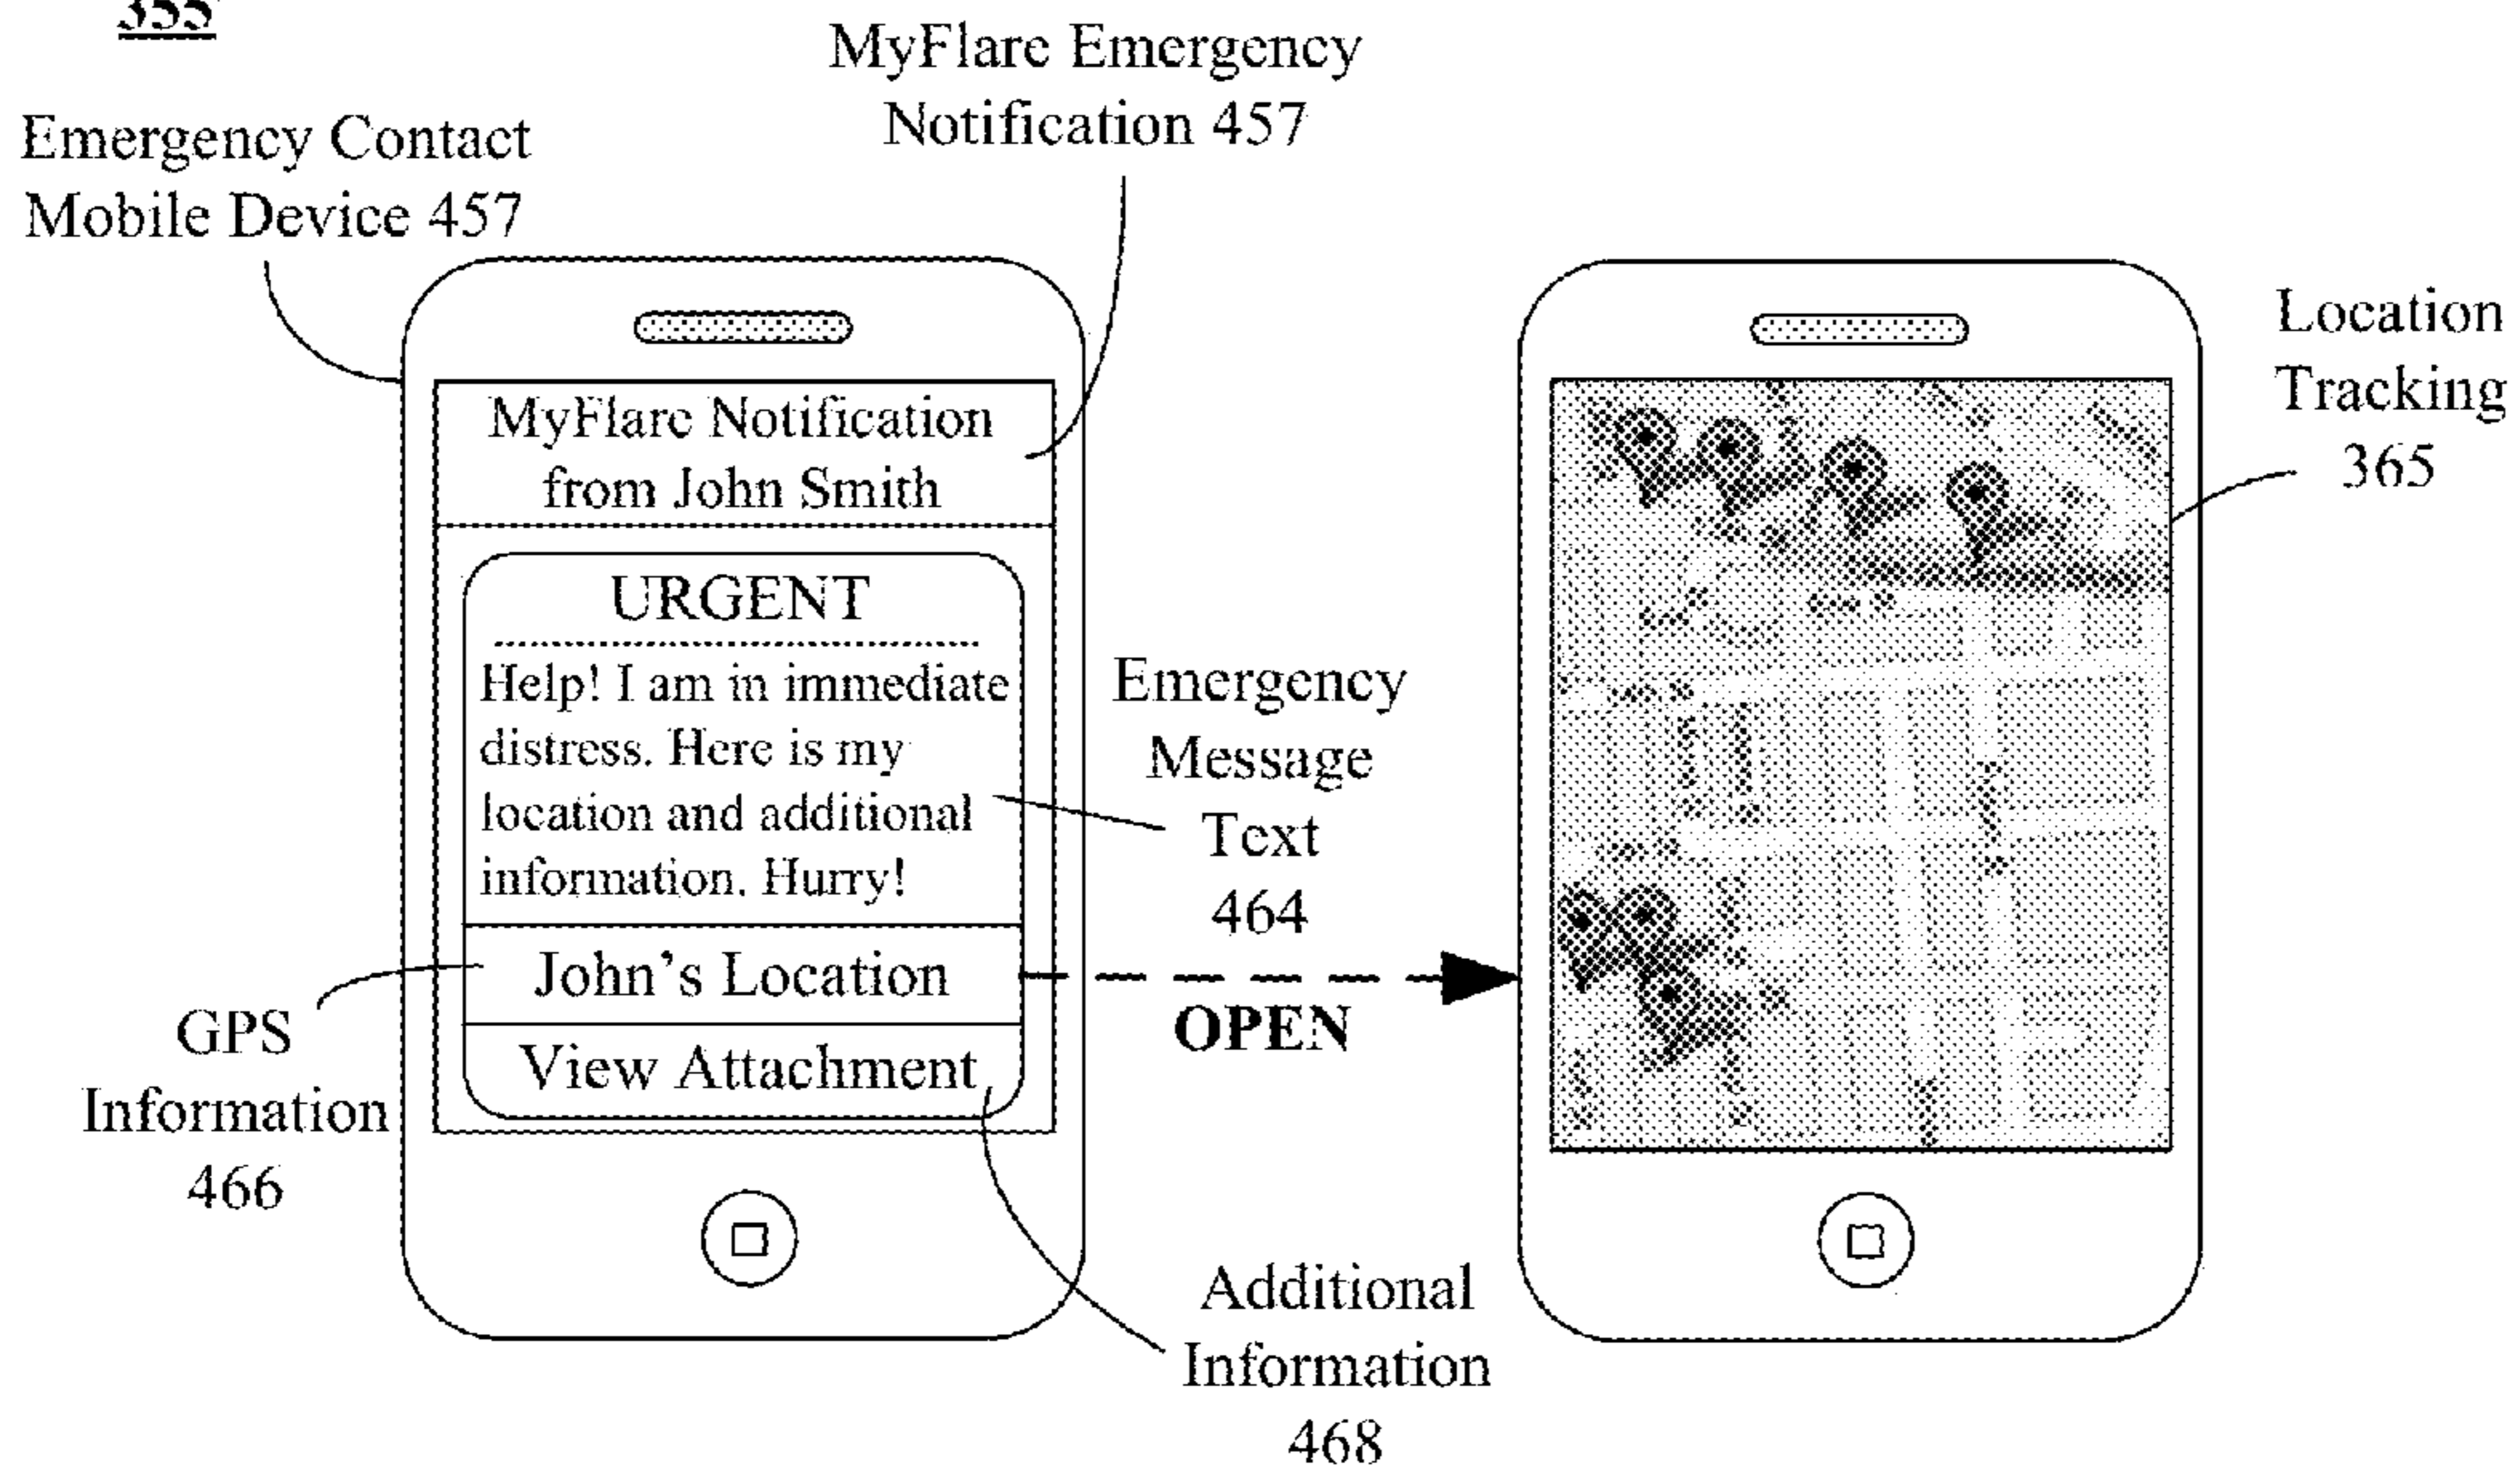 355
MyFlare Emergency
Notification 457
Emergency Contact
Mobile Device 457
MyFlare Notification
from John Smith
URGENT
Help! I am in immediate
distress. Here is my
location and additional
information. Hurry!
John's Location
View Attachment
Emergency
Message
Text
464
OPEN
GPS
Information
466
Additional
Information
468
Location
Tracking
365